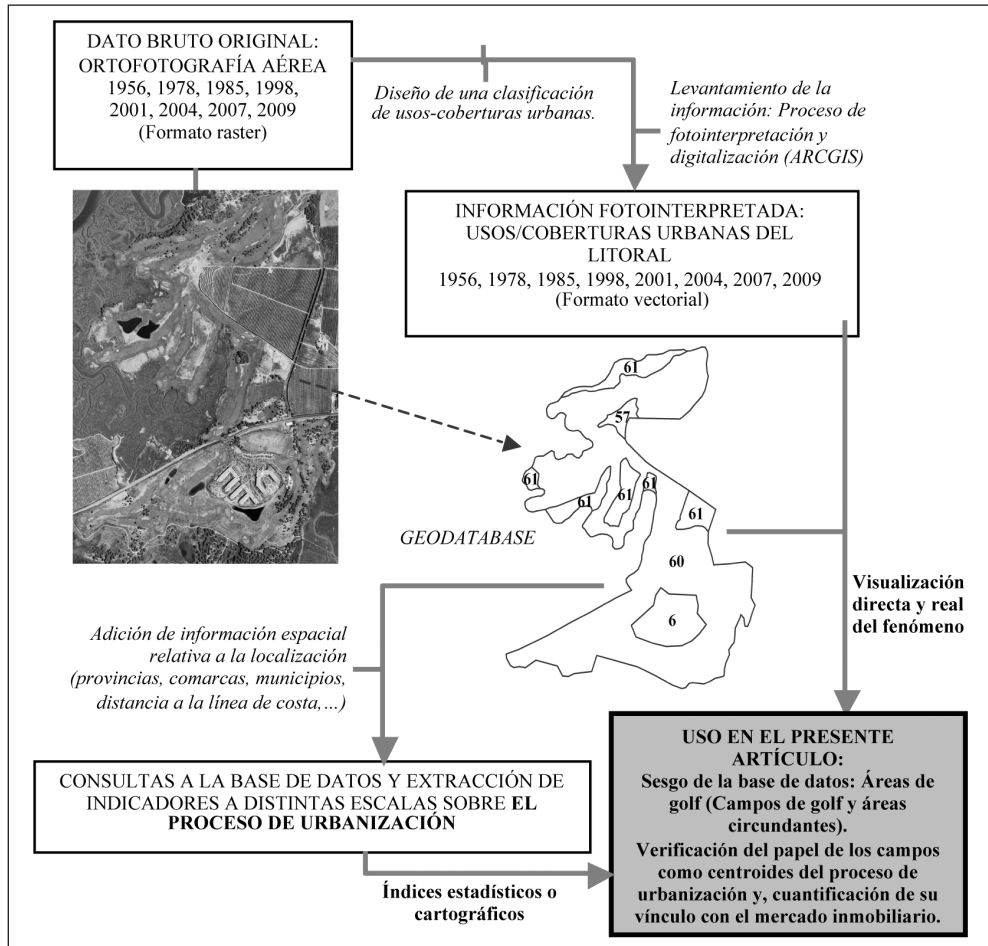 DATO BRUTO ORIGINAL:
ORTOFOTOGRAFÍA AÉREA
1956, 1978, 1985, 1998,
2001, 2004, 2007, 2009
(Formato raster)
Diseño de una clasificación
de usos-coberturas urbanas.
Levantamiento de la
información: Proceso de
fotointerpretación y
digitalización (ARCGIS)
INFORMACIÓN FOTOINTERPRETADA:
USOS/COBERTURAS URBANAS DEL
LITORAL
1956, 1978, 1985, 1998, 2001, 2004, 2007, 2009
(Formato vectorial)
61
57
61
61
61
61
61
60
6
GEODATABASE
Visualización
directa y real
del fenómeno
Adición de información espacial
relativa a la localización
(provincias, comarcas, municipios,
distancia a la línea de costa,…)
CONSULTAS A LA BASE DE DATOS Y EXTRACCIÓN DE
INDICADORES A DISTINTAS ESCALAS SOBRE EL
PROCESO DE URBANIZACIÓN
Índices estadísticos o
cartográficos
USO EN EL PRESENTE
ARTÍCULO:
Sesgo de la base de datos: Áreas de
golf (Campos de golf y áreas
circundantes).
Verificación del papel de los campos
como centroides del proceso de
urbanización y, cuantificación de su
vínculo con el mercado inmobiliario.